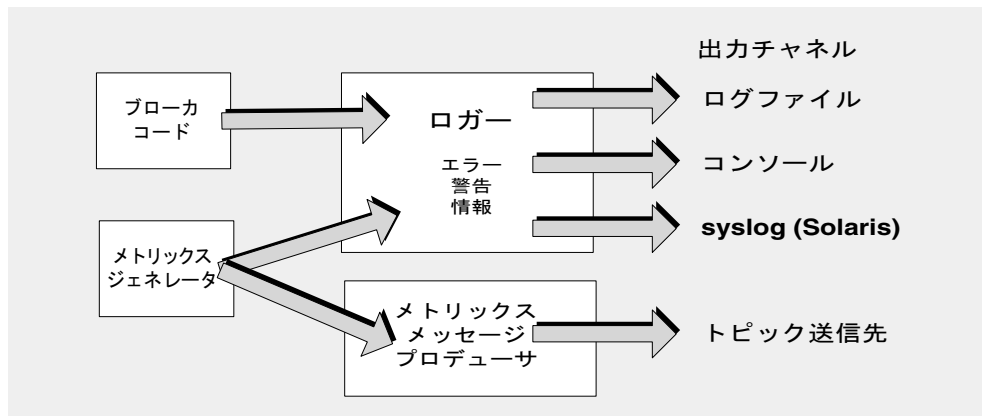 出力チャネル
ブローカ
コード
ロガー
エラー
警告
情報
ログファイル
コンソール
syslog (Solaris)
メトリックス
ジェネレータ
メトリックス
メッセージ
プロデューサ
トピック送信先